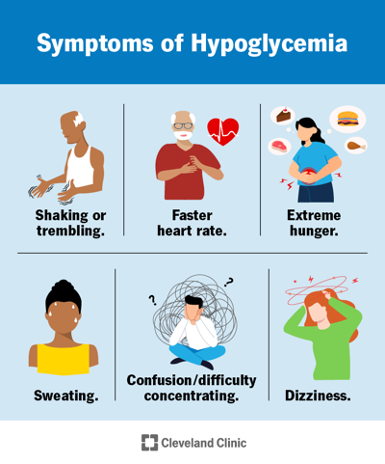 Symptoms of Hypoglycemia
Shaking or
trembling.
Faster
heart rate.
Extreme
hunger.
Sweating.
?
?
Confusion/difficulty
concentrating.
Dizziness.
Cleveland Clinic